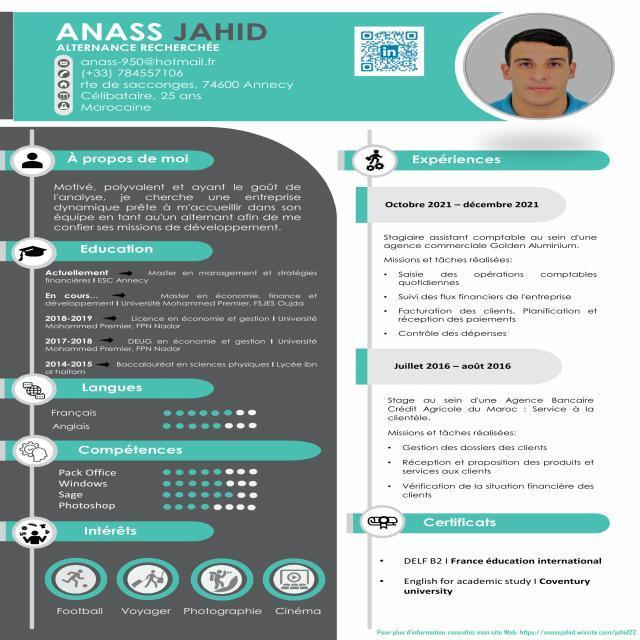 ANASS JAHID
ALTERNANCE RECHERCHÉE
anass-950@hotmail.fr
(+33) 784557106
rte de sacconges, 74600 Annecy
Célibataire, 25 ans
Marocaine
in
À propos de moi
Motivé, polyvalent et ayant le goût de
l'analyse, je cherche une entreprise
dynamique prête à m'accueillir dans son
équipe en tant au'un alternant afin de me
confier ses missions de développement.
Education
Actuellement Master en management et stratégies
financières I ESC Annecy
En cours... Master en économie, finance et
développement I Université Mohammed Premier, FSJES Oujda
2018-2019 Licence en économie et gestion I Université
Mohammed Premier, FPN Nador
2017-2018 DEUG en économie et gestion I Université
Mohammed Premier, FPN Nador
2014-2015 Baccalauréat en sciences physiques I Lycée Ibn
al haitam
Langues
Français
Anglais
Compétences
Pack Office
Windows
Sage
Photoshop
Intérêts
Football Voyager Photographie Cinéma
Expériences
Octobre 2021 – décembre 2021
Stagiaire assistant comptable au sein d'une
agence commerciale Golden Aluminium.
Missions et tâches réalisées:
• Saisie des opérations comptables
quotidiennes
• Suivi des flux financiers de l'entreprise
• Facturation des clients, Planification et
réception des paiements
• Contrôle des dépenses
Juillet 2016 – août 2016
Stage au sein d'une Agence Bancaire
Crédit Agricole du Maroc : Service à la
clientèle.
Missions et tâches réalisées:
• Gestion des dossiers des clients
• Réception et proposition des produits et
services aux clients
• Vérification de la situation financière des
clients
Certificats
• DELF B2 I France éducation international
• English for academic study I Coventury
university
Pour plus d'information consultez mon site Web: https://anassjahid.wixsite.com/jahid22